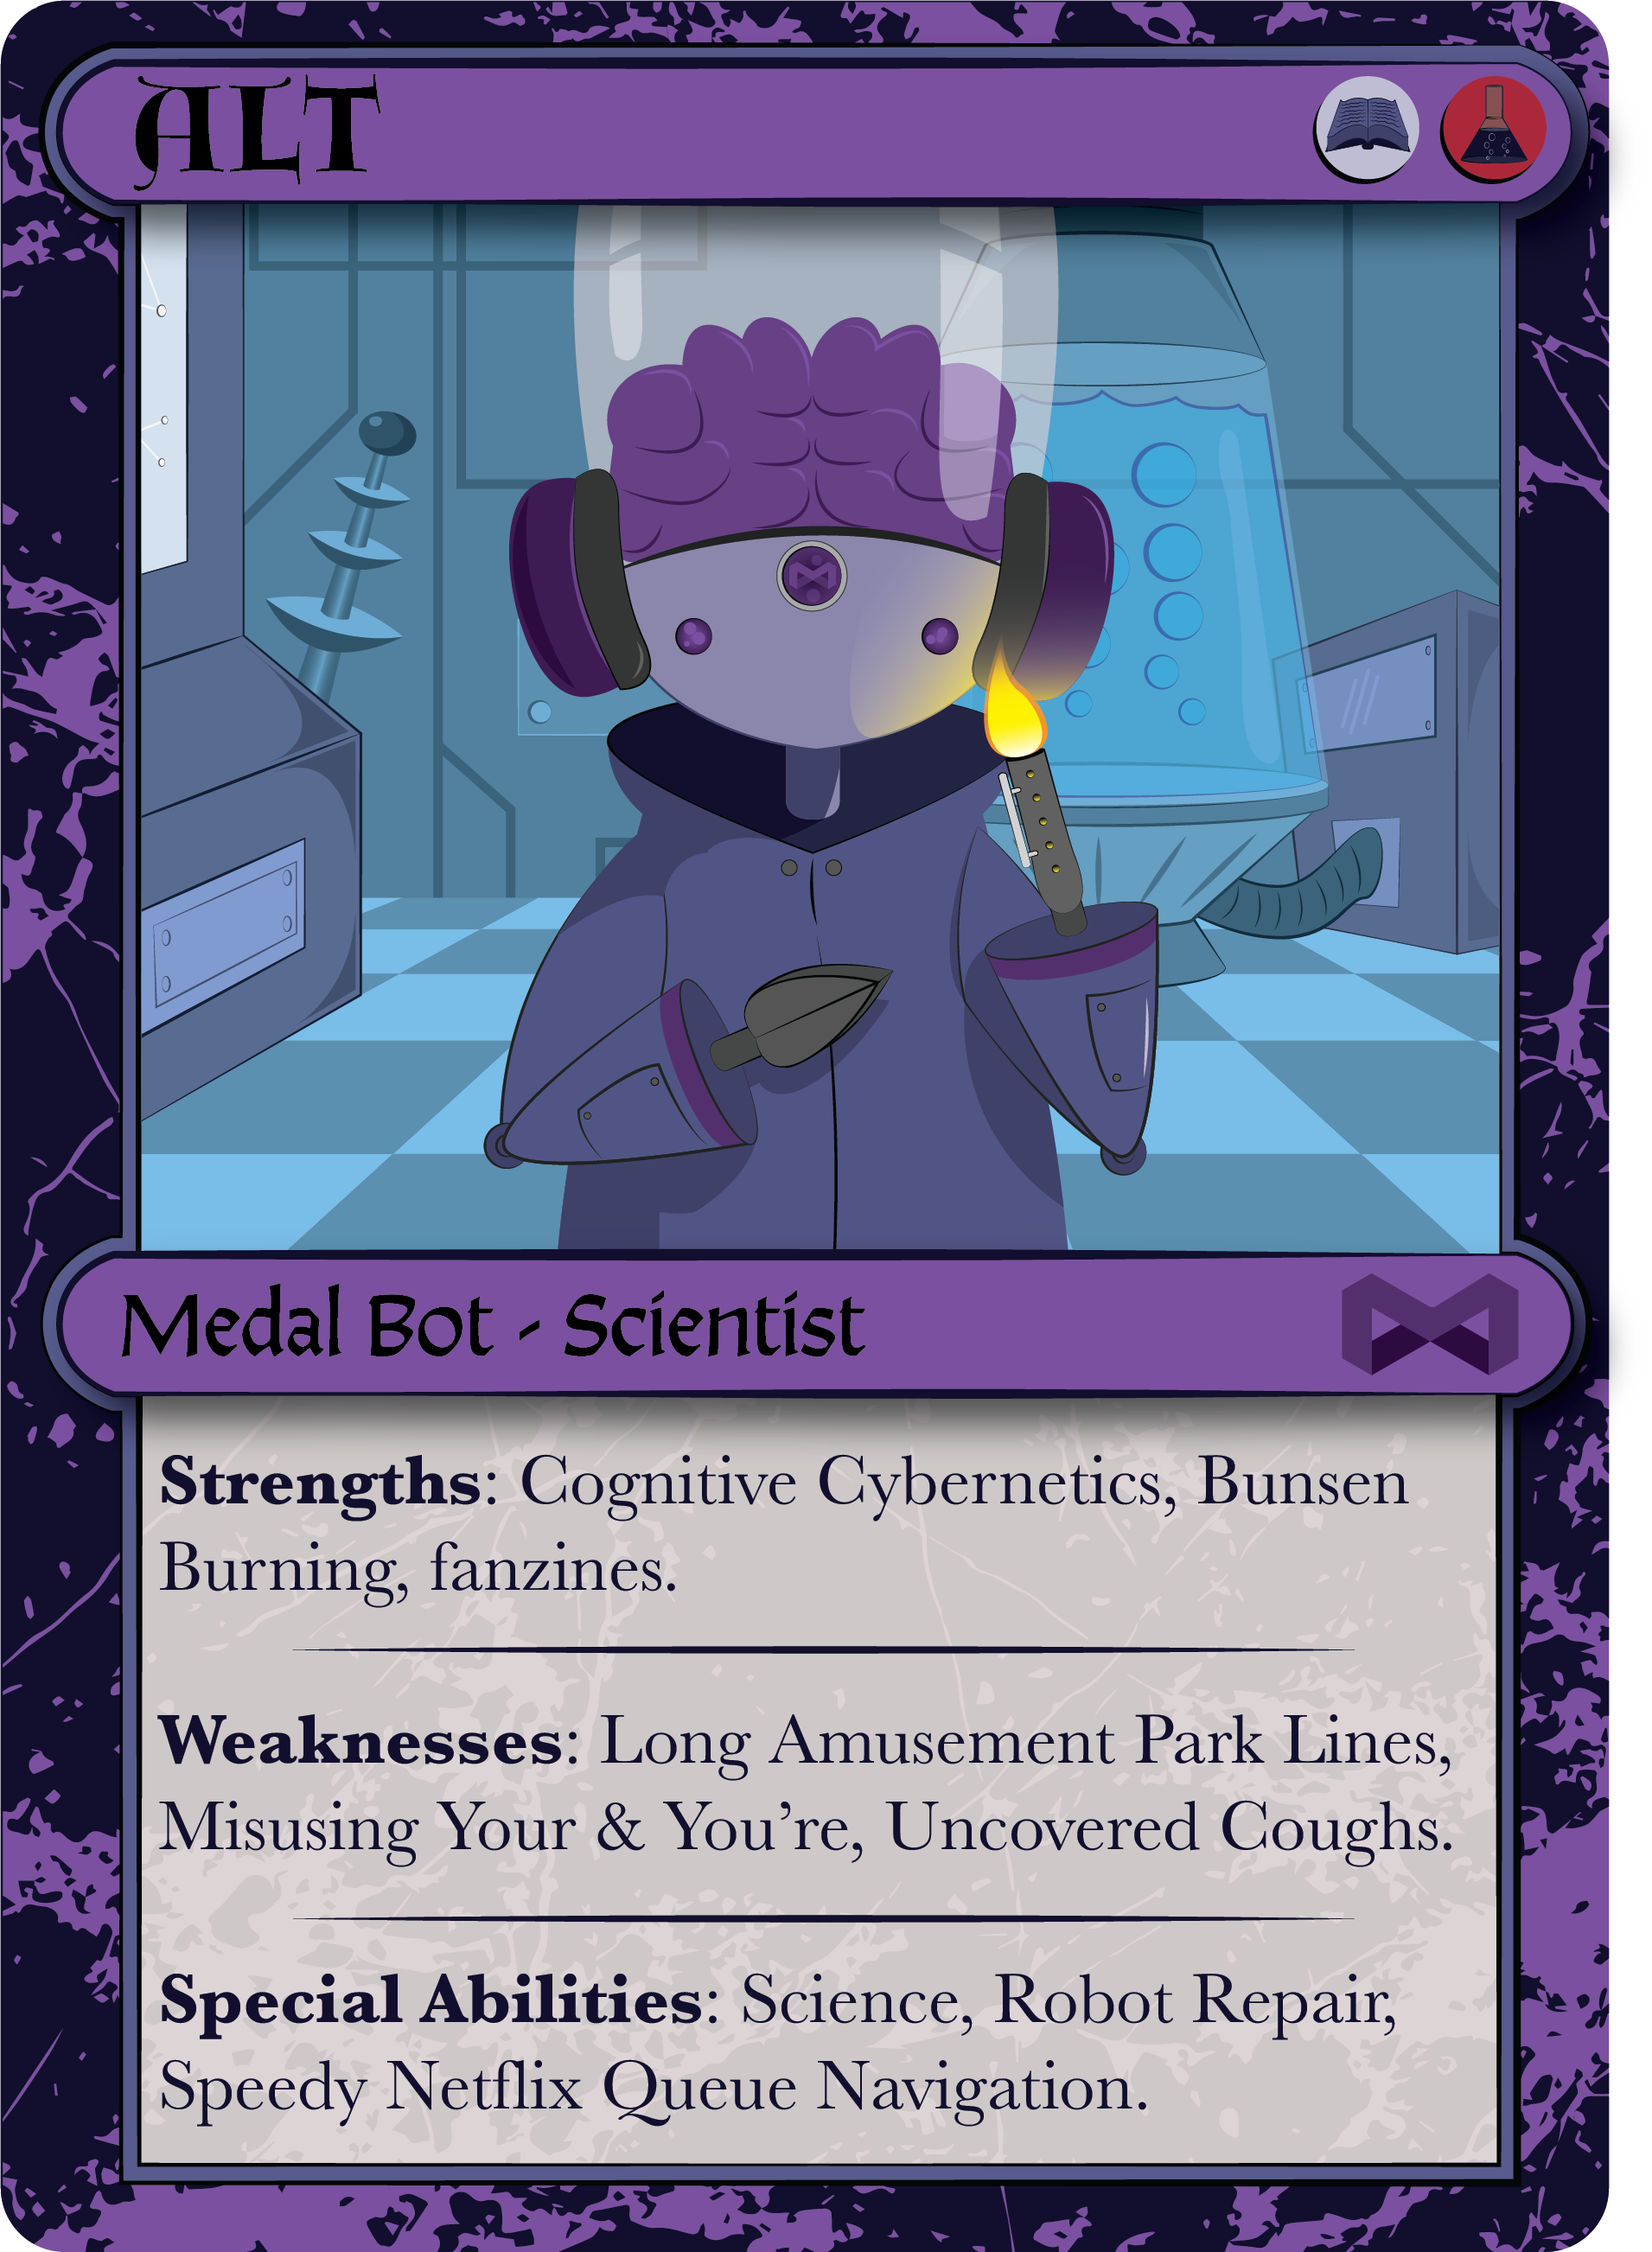 ALT
Medal Bot - Scientist
Strengths: Cognitive Cybernetics, Bunsen
Burning, fanzines.
Weaknesses: Long Amusement Park Lines,
Misusing Your & You’re, Uncovered Coughs.
Special Abilities: Science, Robot Repair,
Speedy Netflix Queue Navigation.